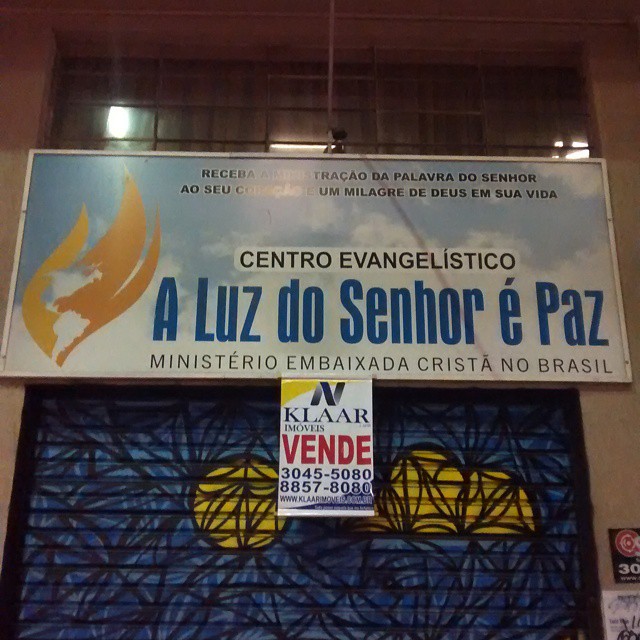 RECEBA A MINISTRAÇÃO DA PALAVRA DO SENHOR
AO SEU CORAÇÃO E UM MILAGRE DE DEUS EM SUA VIDA
CENTRO EVANGELÍSTICO
A Luz do Senhor é Paz
MINISTÉRIO EMBAIXADA CRISTÃ NO BRASIL
KLAAR
IMÓVEIS
VENDE
3045-5080
8857-8080
30